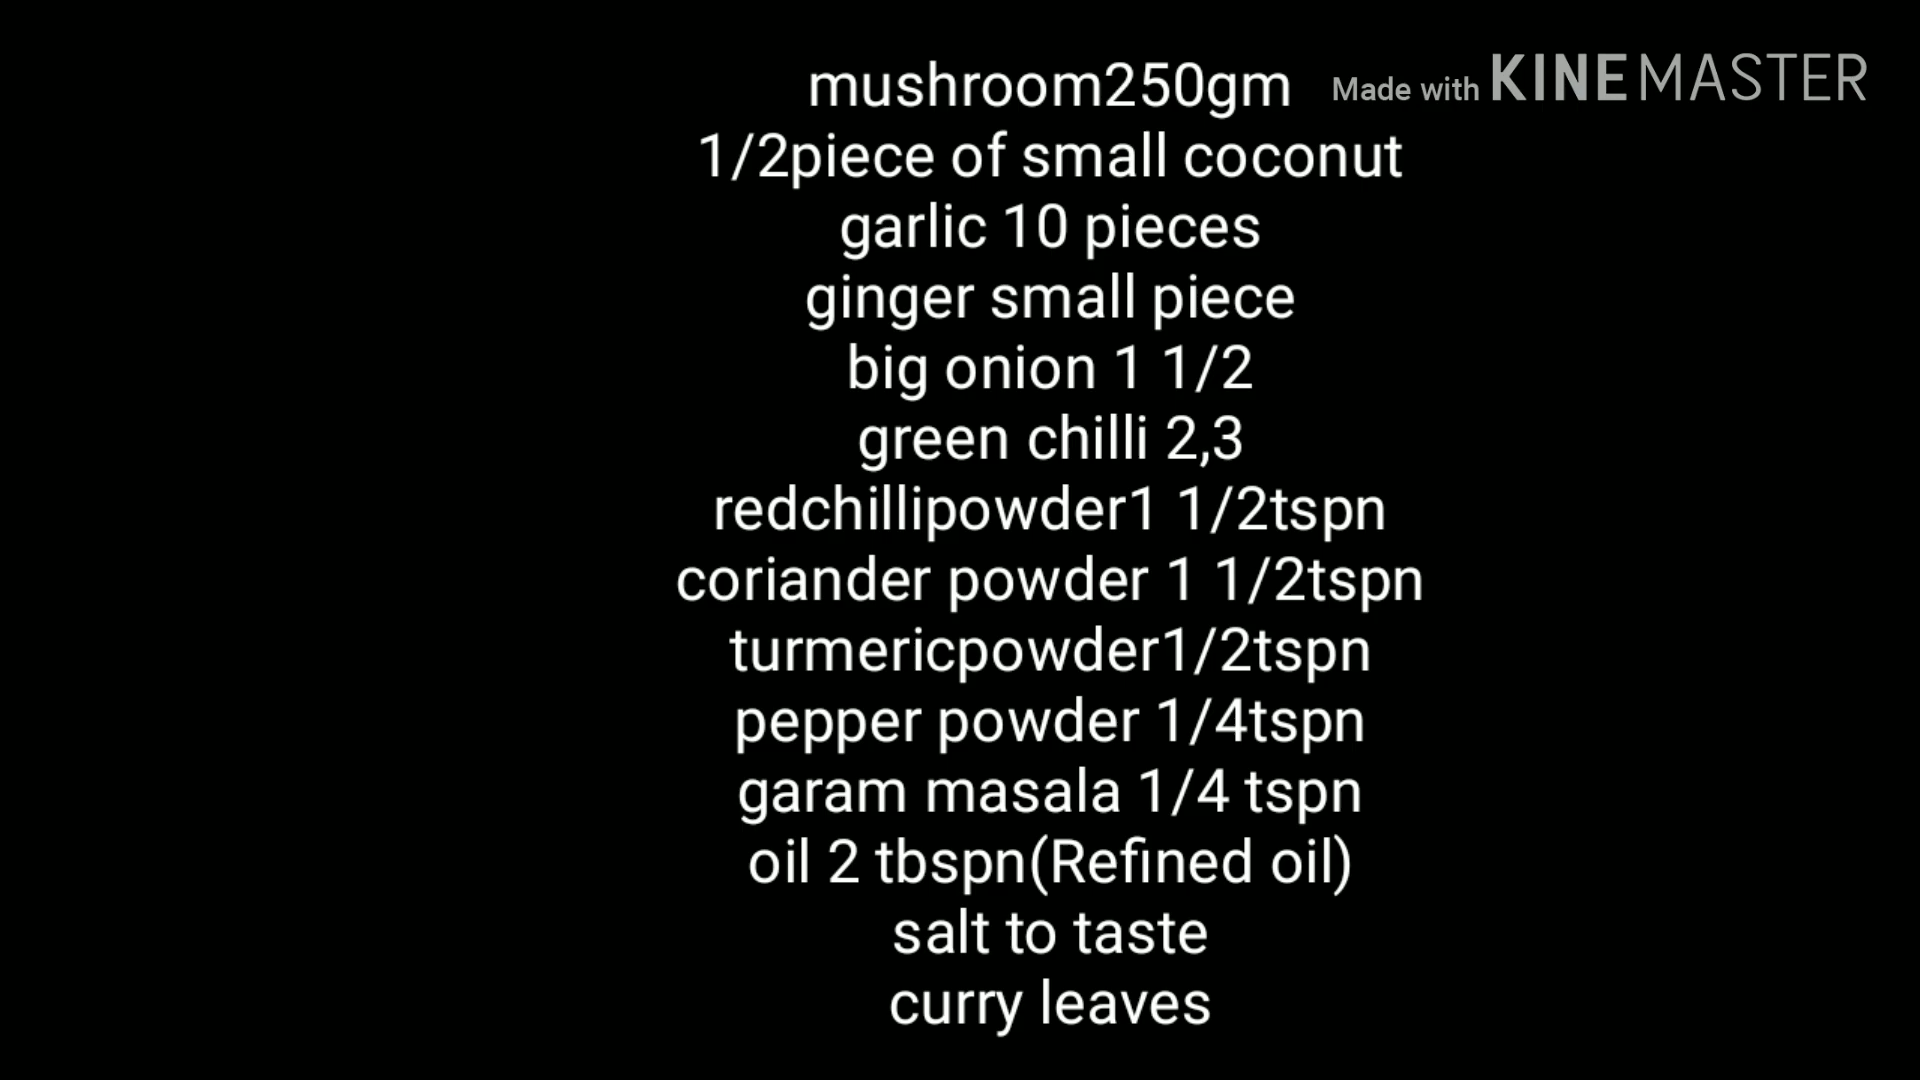 mushroom250gm
Made with KINEMASTER
1/2piece of small coconut
garlic 10 pieces
ginger small piece
big onion 1 1/2
green chilli 2,3
redchillipowder1 1/2tspn
coriander powder 1 1/2tspn
turmericpowder1/2tspn
pepper powder 1/4tspn
garam masala 1/4 tspn
oil 2 tbspn(Refined oil)
salt to taste
curry leaves